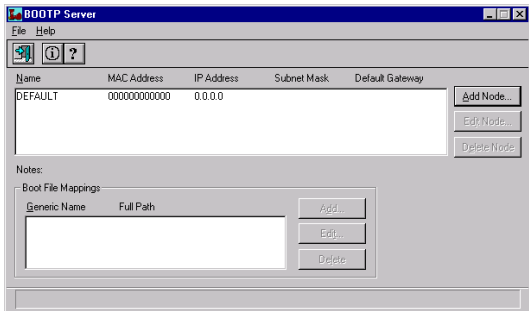 BOOTP Server
File Help
?
Name MAC Address IP Address Subnet Mask Default Gateway
DEFAULT 000000000000 0.0.0.0
Add Node...
Edit Node...
Delete Node
Notes:
Boot File Mappings
Generic Name Full Path
Add...
Edit...
Delete